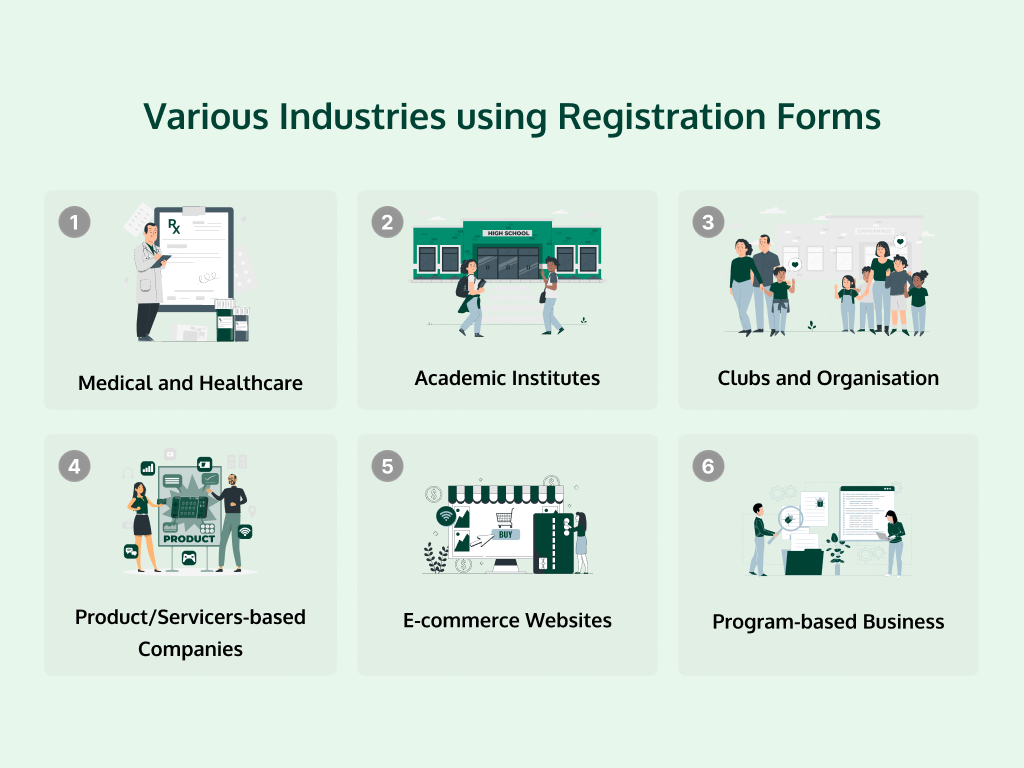 Various Industries using Registration Forms
1
Rx
Medical and Healthcare
2
HIGH SCHOOL
Academic Institutes
3
Clubs and Organisation
4
PRODUCT
Product/Servicers-based
Companies
5
BUY
E-commerce Websites
6
Program-based Business